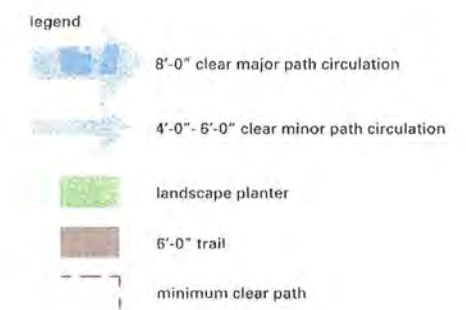 legend
8'-0" clear major path circulation
4'-0"- 6'-0" clear minor path circulation
landscape planter
6'-0" trail
minimum clear path